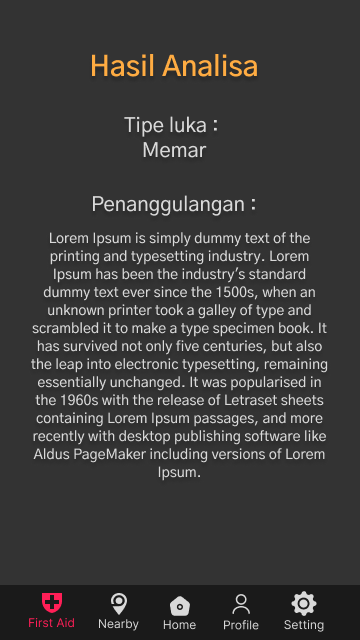 Hasil Analisa
Tipe luka :
Memar
Penanggulangan :
Lorem Ipsum is simply dummy text of the
printing and typesetting industry. Lorem
Ipsum has been the industry's standard
dummy text ever since the 1500s, when an
unknown printer took a galley of type and
scrambled it to make a type specimen book. It
has survived not only five centuries, but also
the leap into electronic typesetting, remaining
essentially unchanged. It was popularised in
the 1960s with the release of Letraset sheets
containing Lorem Ipsum passages, and more
recently with desktop publishing software like
Aldus PageMaker including versions of Lorem
Ipsum.
First Aid Nearby Home Profile Setting